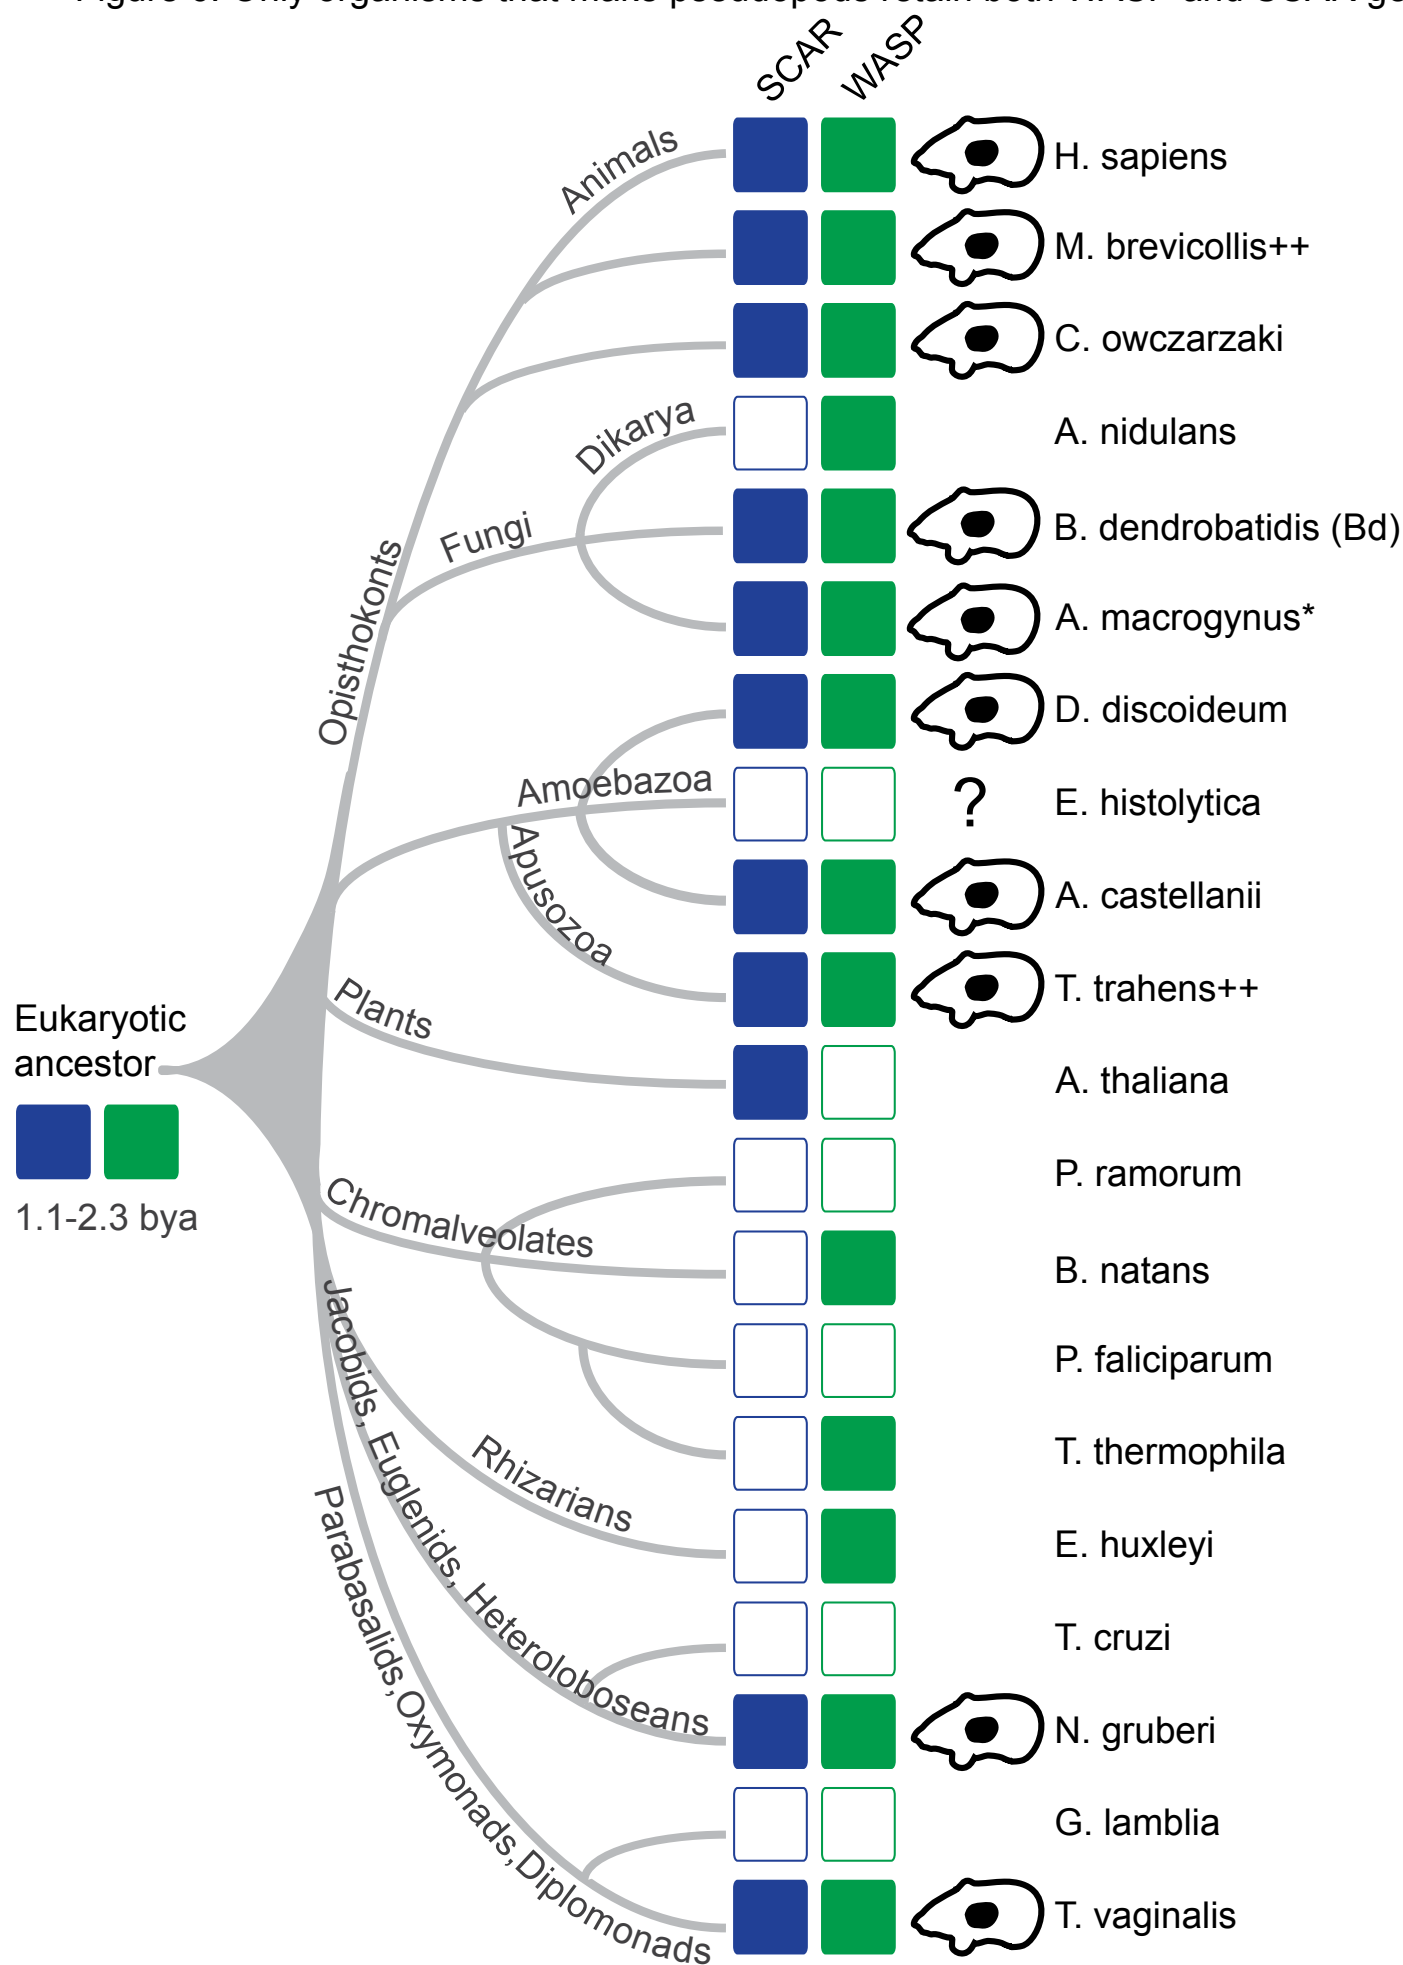 SCAR
WASP
Animals
H. sapiens
M. brevicollis++
C. owczarzaki
Dikarya
A. nidulans
Fungi
B. dendrobatidis (Bd)
Opisthokonts
A. macrogynus*
D. discoideum
Amoebazoa
?
E. histolytica
Apusozoa
A. castellanii
T. trahens++
Plants
Eukaryotic
ancestor
A. thaliana
1.1-2.3 bya
P. ramorum
Chromalveolates
B. natans
P. faliciparum
T. thermophila
Rhizarians
E. huxleyi
Jacobids, Euglenids, Heteroloboseans
T. cruzi
N. gruberi
Parabasalids,Oxymonads,Diplomonads
G. lamblia
T. vaginalis